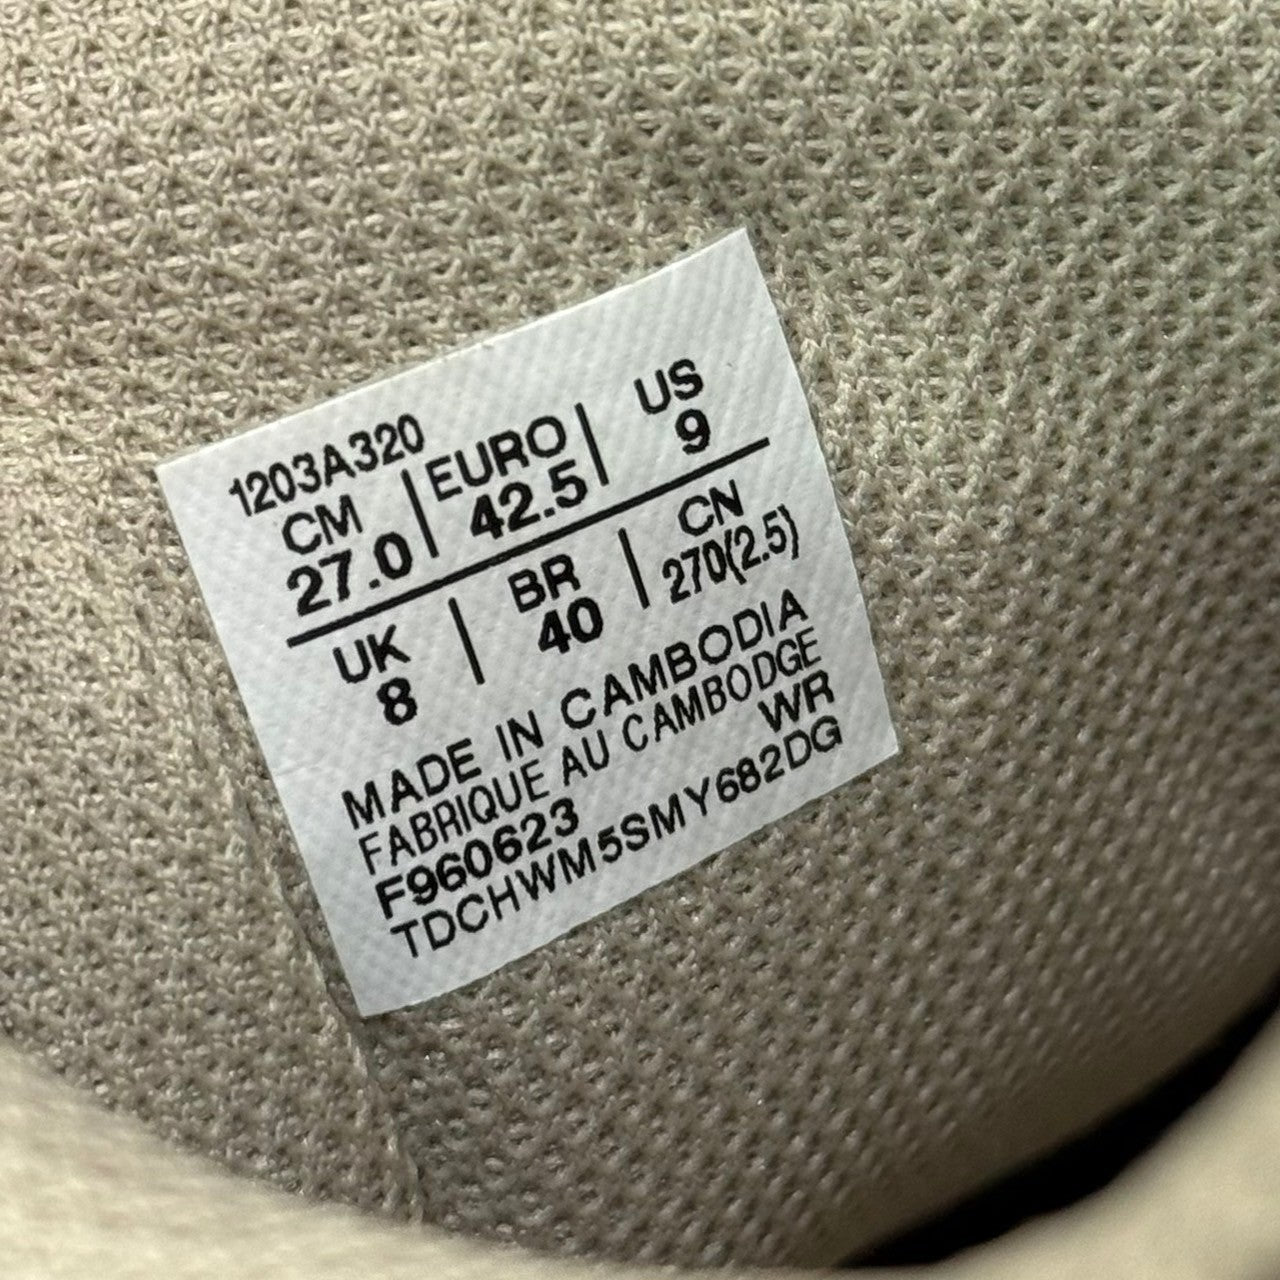 1203A320
CM | EURO | US
27.0 | 42.5 | 9
UK | BR | CN
8 | 40 | 270(2.5)
MADE IN CAMBODIA
FABRIQUE AU CAMBODGE
F960623 WR
TDCHWM5SMY682DG